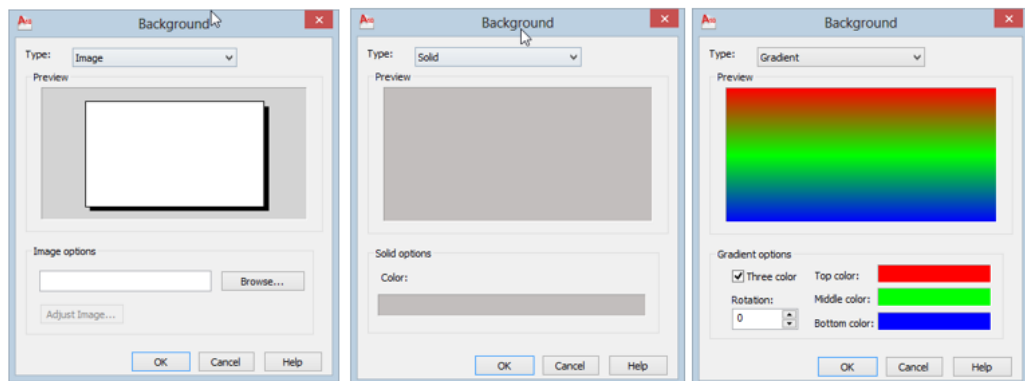 Background
Type: Image
Preview
Image options
Browse...
Adjust Image...
OK Cancel Help
Background
Type: Solid
Preview
Solid options
Color:
OK Cancel Help
Background
Type: Gradient
Preview
Gradient options
Three color Top color:
Rotation: Middle color:
0 Bottom color:
OK Cancel Help